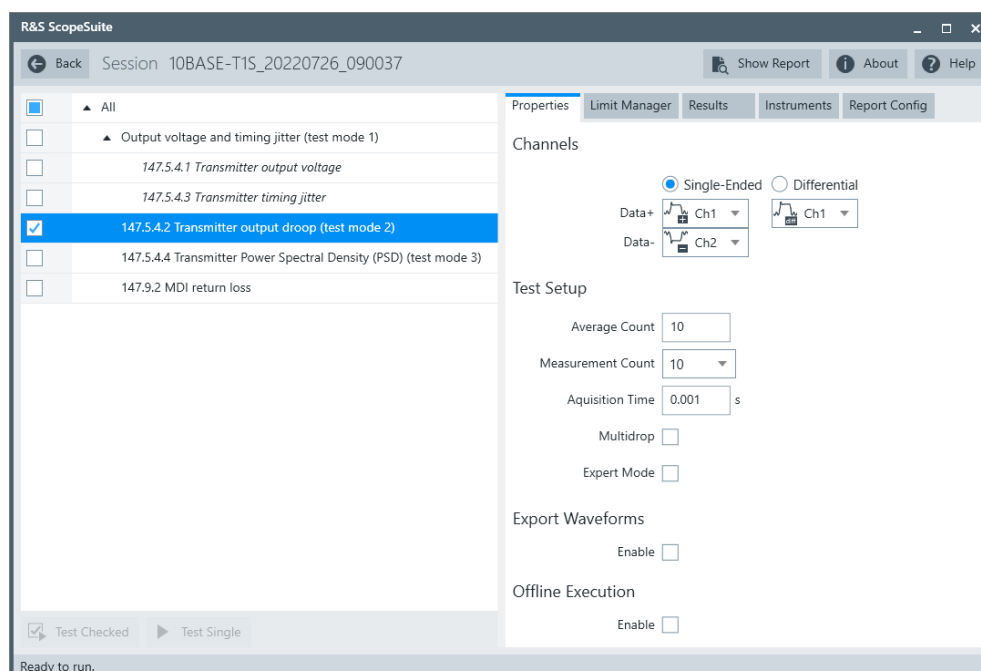 R&S ScopeSuite
Back Session 10BASE-T1S_20220726_090037 Show Report About Help
All
Output voltage and timing jitter (test mode 1)
147.5.4.1 Transmitter output voltage
147.5.4.3 Transmitter timing jitter
147.5.4.2 Transmitter output droop (test mode 2)
147.5.4.4 Transmitter Power Spectral Density (PSD) (test mode 3)
147.9.2 MDI return loss
Test Checked Test Single
Ready to run.
Properties Limit Manager Results Instruments Report Config
Channels
Single-Ended Differential
Data+ Ch1 diff Ch1
Data- Ch2
Test Setup
Average Count 10
Measurement Count 10
Aquisition Time 0.001 s
Multidrop
Expert Mode
Export Waveforms
Enable
Offline Execution
Enable